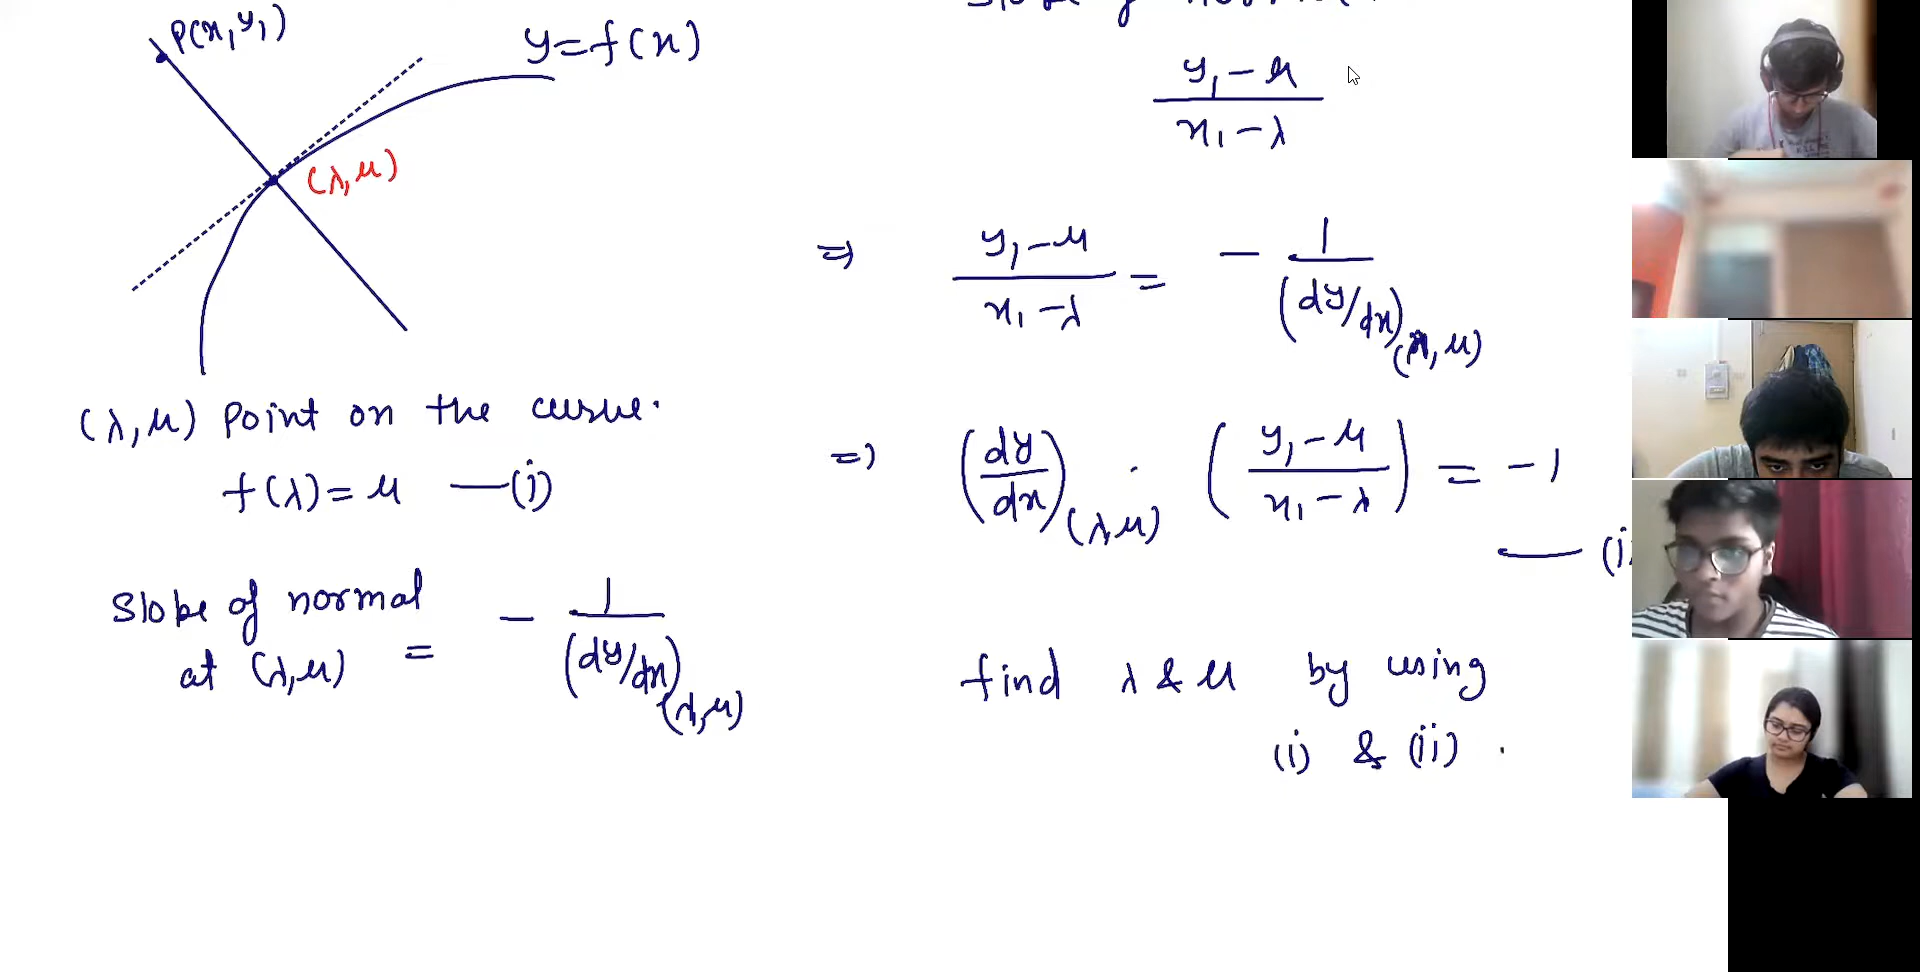 P(x₁, y₁)
y=f(x)
(λ, μ)
(λ, μ) Point on the curve.
f(λ) = μ —(i)
Slope of normal at (λ, μ) = - 1/(dy/dx)(λ, μ)
(y₁ - μ)/(x₁ - λ)
⇒ (y₁ - μ)/(x₁ - λ) = - 1/(dy/dx)(λ, μ)
⇒ (dy/dx)(λ, μ) · ((y₁ - μ)/(x₁ - λ)) = -1
find λ & μ by using
(i) & (ii) .